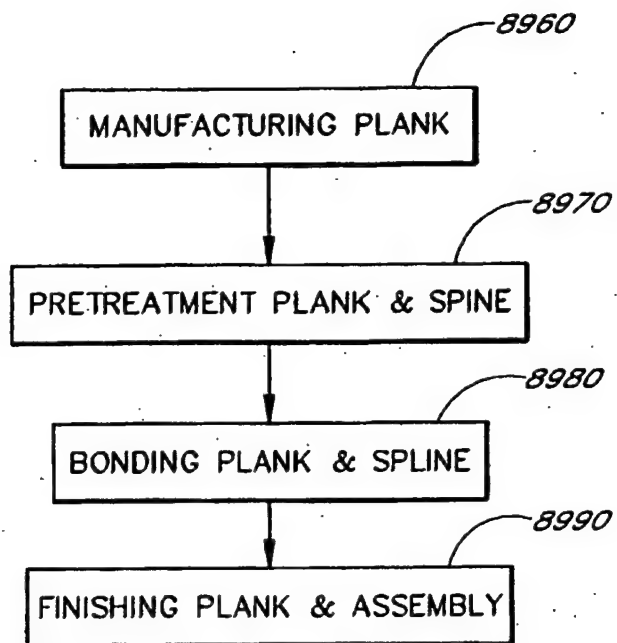 8960
MANUFACTURING PLANK
8970
PRETREATMENT PLANK & SPINE
8980
BONDING PLANK & SPLINE
8990
FINISHING PLANK & ASSEMBLY